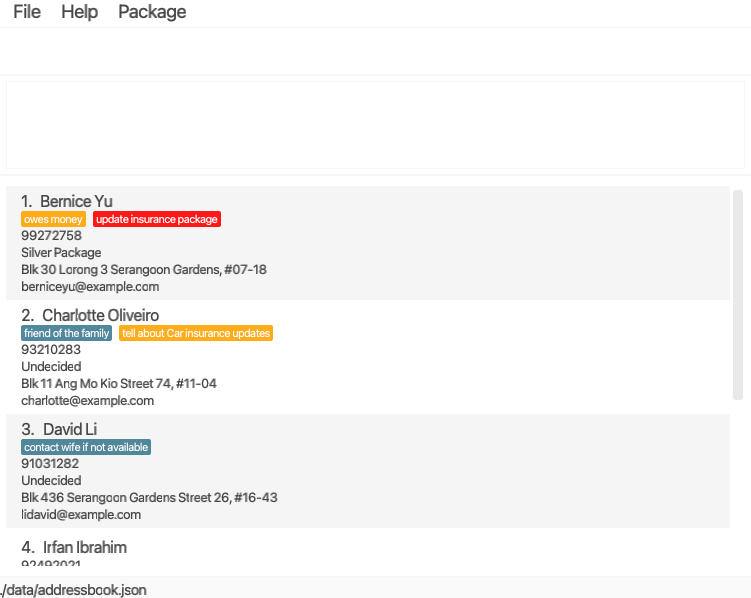 File Help Package
1. Bernice Yu
owes money update insurance package
99272758
Silver Package
Blk 30 Lorong 3 Serangoon Gardens, #07-18
berniceyu@example.com
2. Charlotte Oliveiro
friend of the family tell about Car insurance updates
93210283
Undecided
Blk 11 Ang Mo Kio Street 74, #11-04
charlotte@example.com
3. David Li
contact wife if not available
91031282
Undecided
Blk 436 Serangoon Gardens Street 26, #16-43
lidavid@example.com
4. Irfan Ibrahim
92492021
./data/addressbook.json